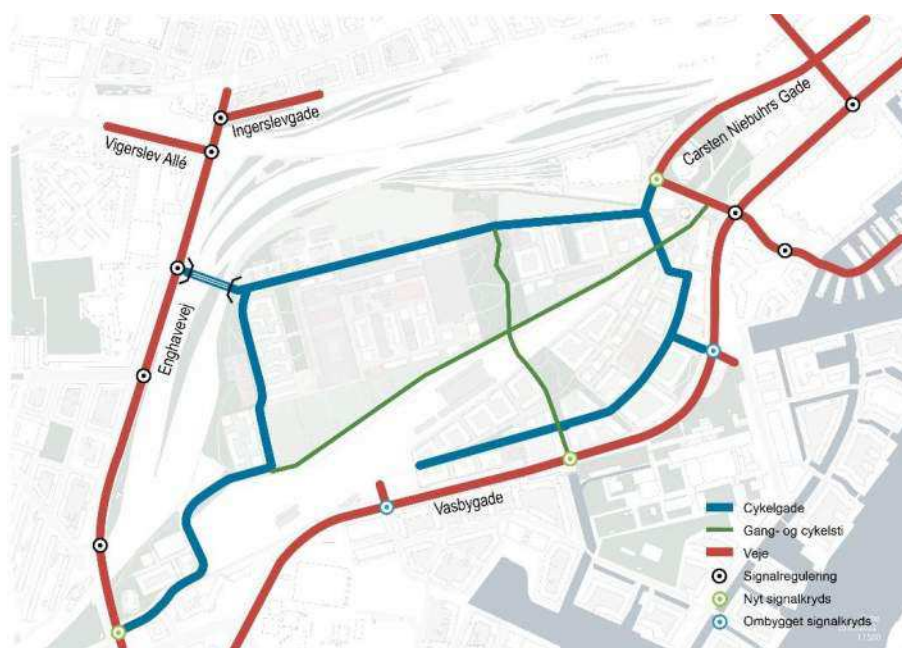 Ingerslevgade
Vigerslev Allé
Carsten Niebuhrs Gade
Enghavevej
Vasbygade
Cykelgade
Gang- og cykelsti
Veje
Signalregulering
Nyt signalkryds
Ombygget signalkryds